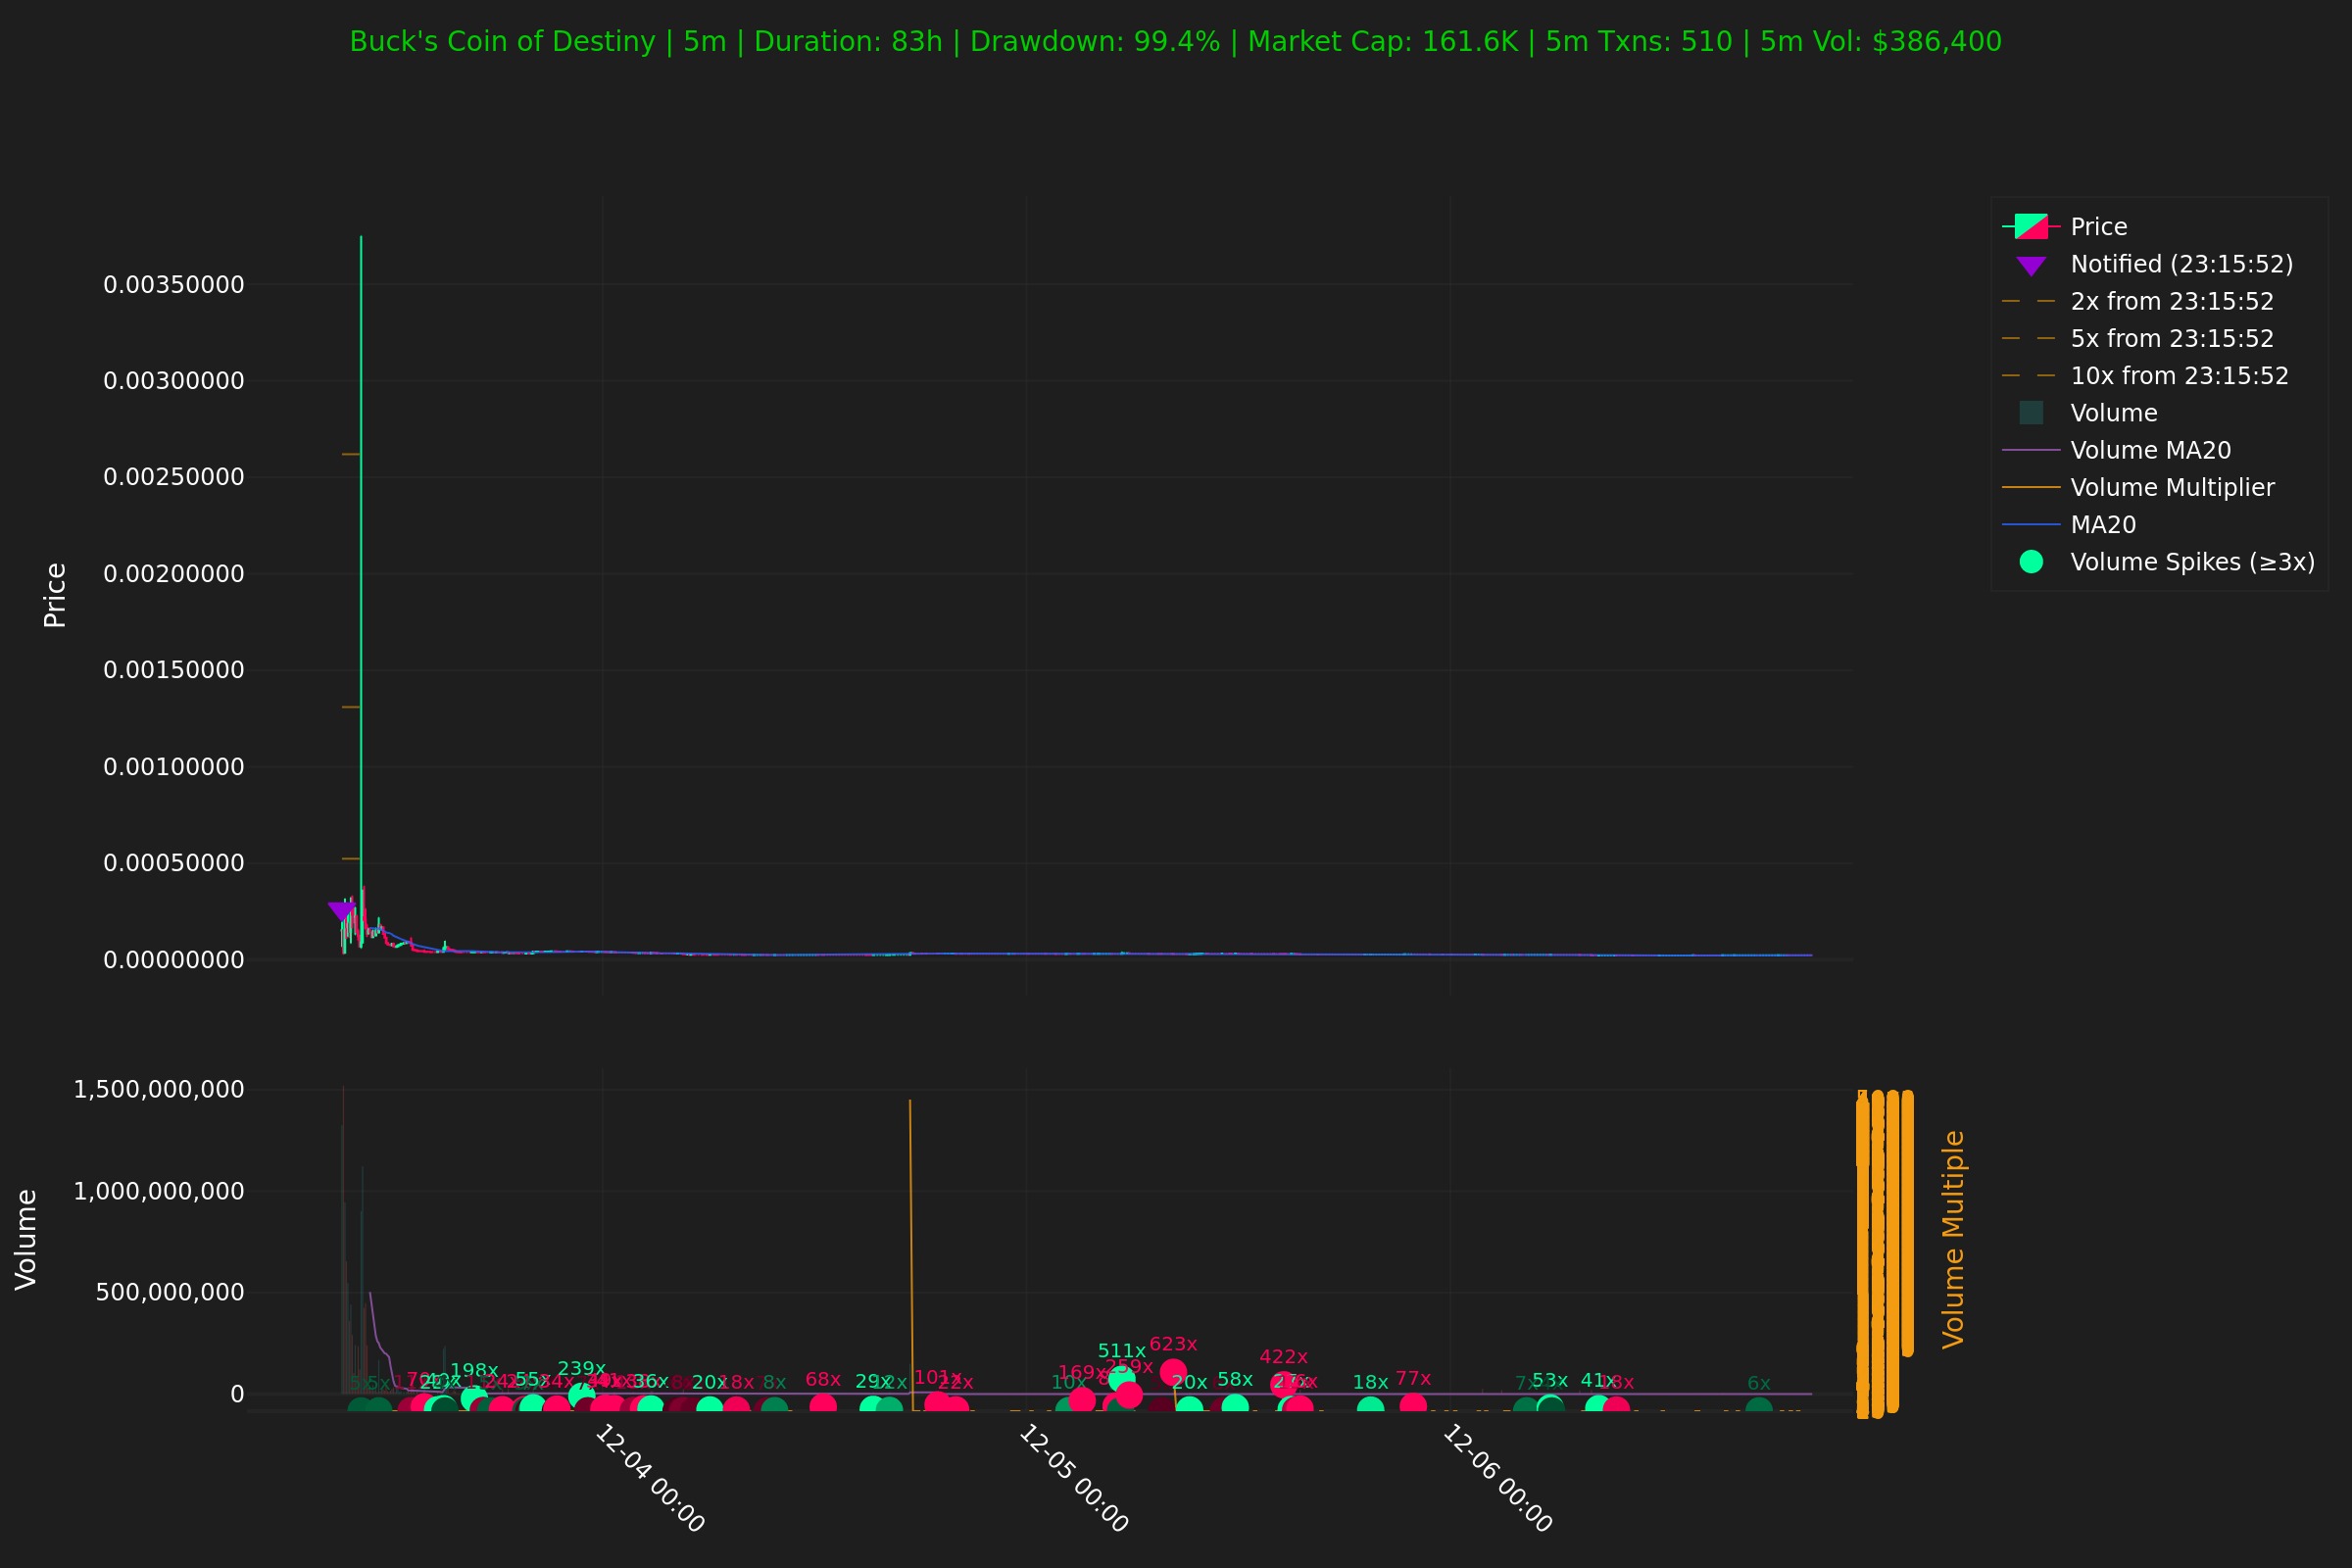 Buck's Coin of Destiny | 5m | Duration: 83h | Drawdown: 99.4% | Market Cap: 161.6K | 5m Txns: 510 | 5m Vol: $386,400
Price
0.00350000
0.00300000
0.00250000
0.00200000
0.00150000
0.00100000
0.00050000
0.00000000
Price
Notified (23:15:52)
2x from 23:15:52
5x from 23:15:52
10x from 23:15:52
Volume
Volume MA20
Volume Multiplier
MA20
Volume Spikes (≥3x)
Volume
1,500,000,000
1,000,000,000
500,000,000
0
5x
198x
55x
239x
36x
20x
18x
8x
68x
29x
12x
101x
22x
10x
169x
511x
259x
623x
20x
58x
422x
27x
18x
77x
53x
41x
18x
6x
Volume Multiple
12-04 00:00
12-05 00:00
12-06 00:00